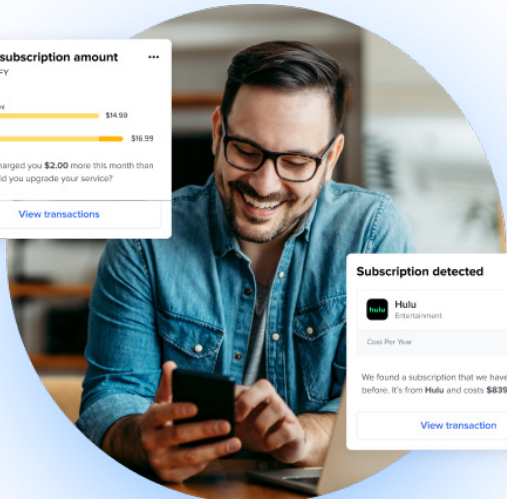 subscription amount
FY
nt
$14.99
$16.99
harged you $2.00 more this month than
id you upgrade your service?
View transactions
Subscription detected
hulu
Hulu
Entertainment
Cost Per Year
We found a subscription that we have
before. It's from Hulu and costs $839
View transaction